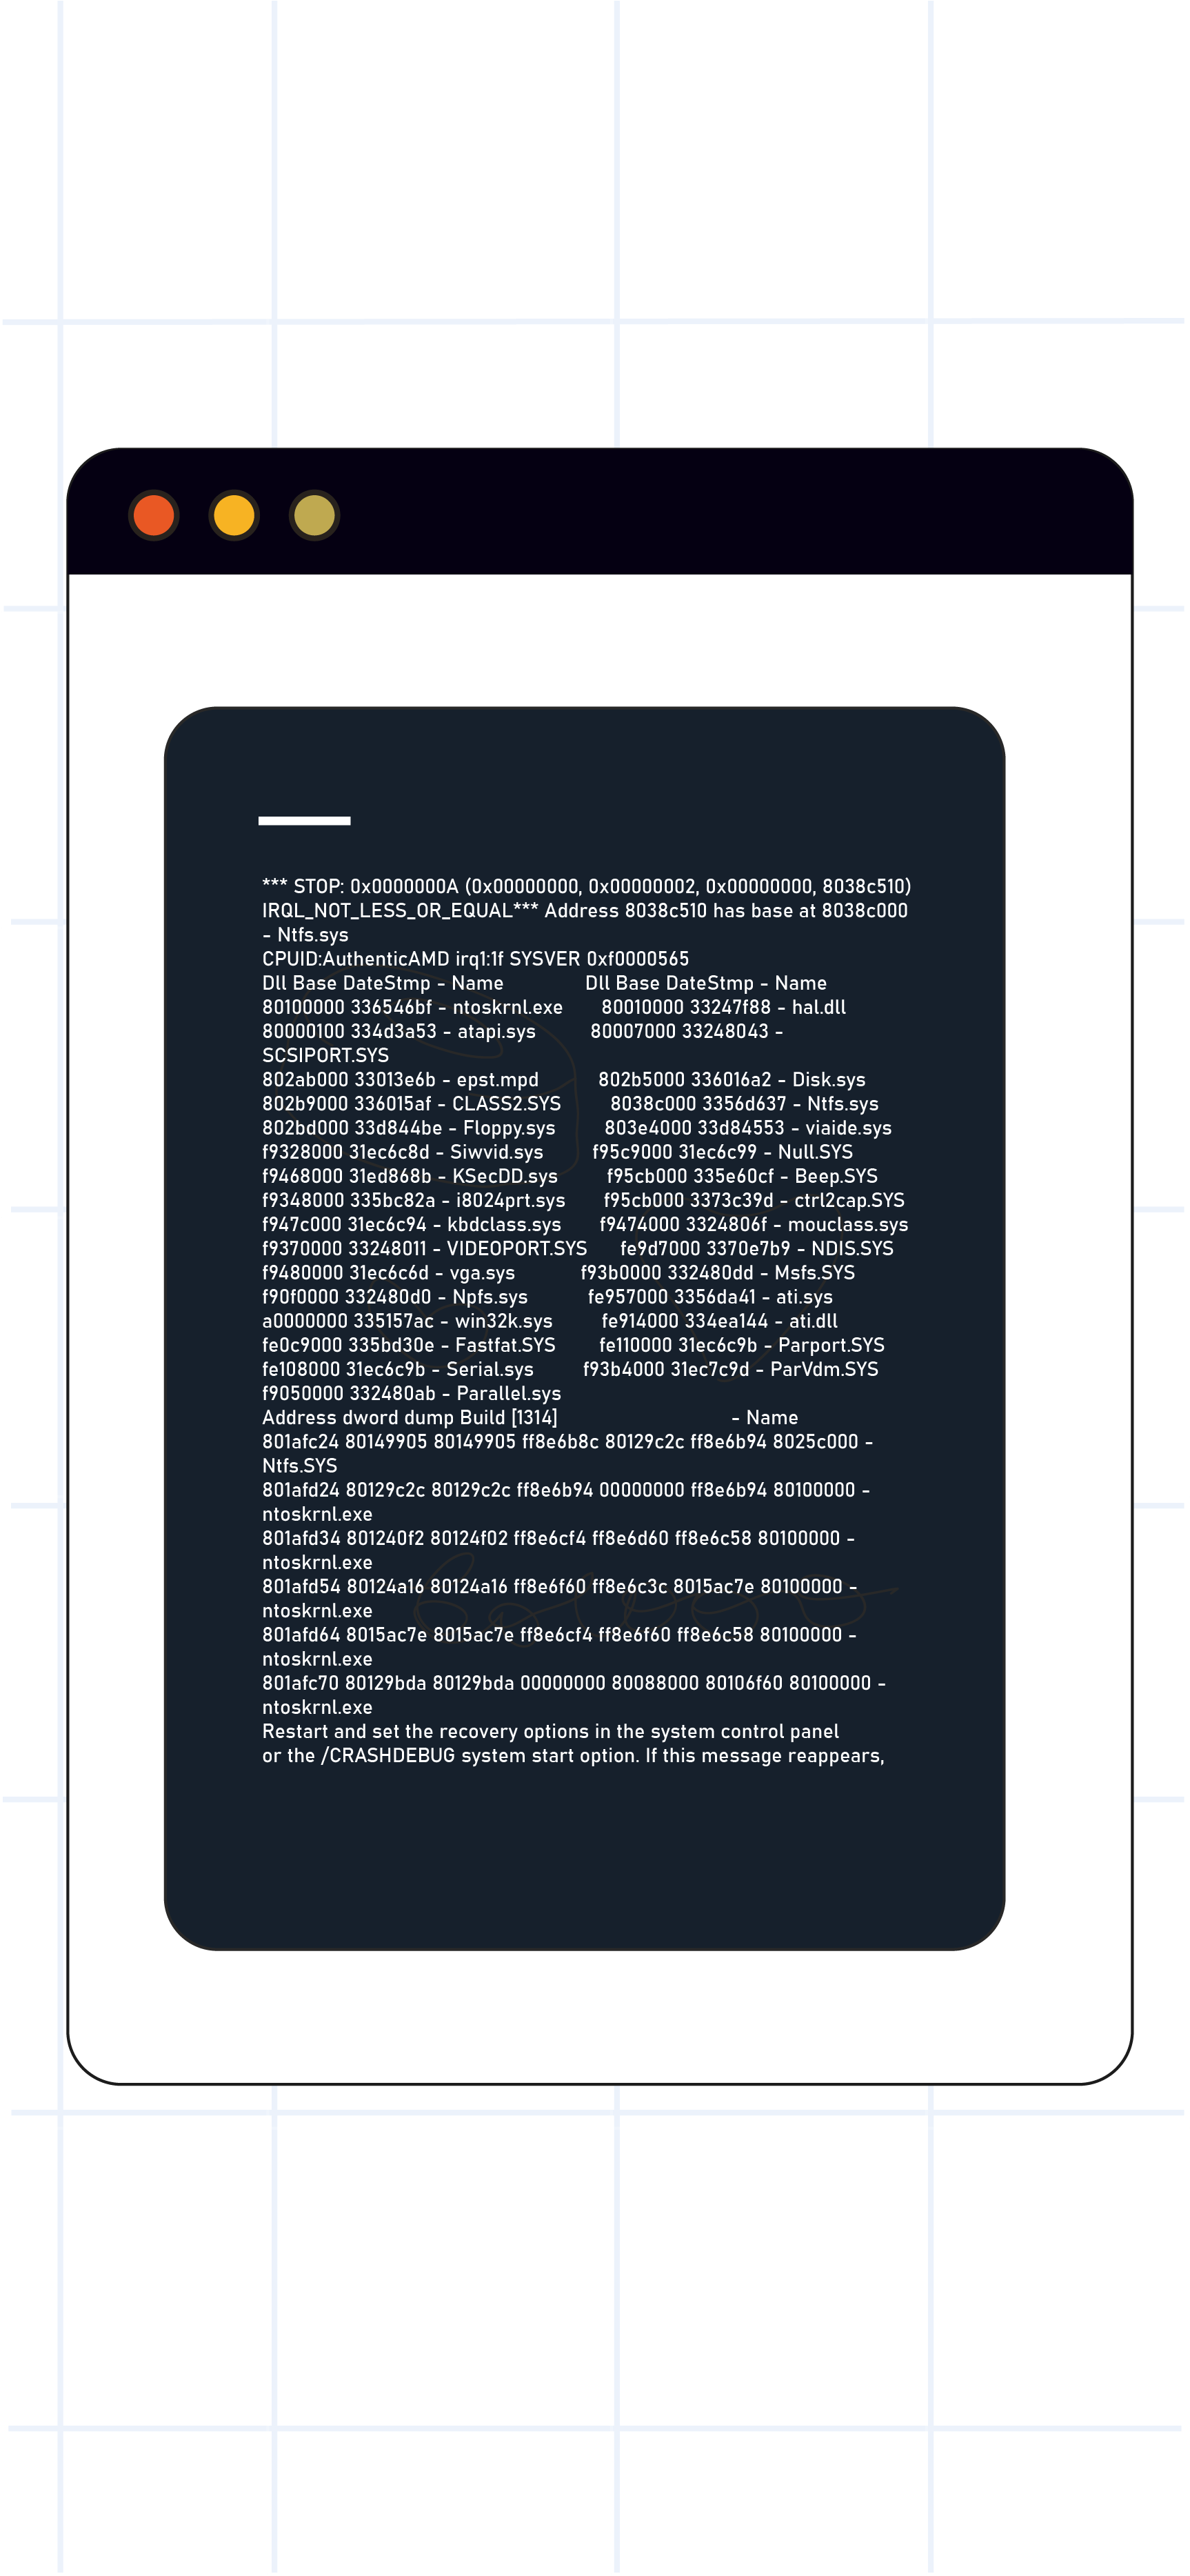 *** STOP: 0x0000000A (0x00000000, 0x00000002, 0x00000000, 8038c510)
IRQL_NOT_LESS_OR_EQUAL*** Address 8038c510 has base at 8038c000
- Ntfs.sys
CPUID:AuthenticAMD irq1:1f SYSVER 0xf0000565
Dll Base DateStmp - Name Dll Base DateStmp - Name
80100000 336546bf - ntoskrnl.exe 80010000 33247f88 - hal.dll
80000100 334d3a53 - atapi.sys 80007000 33248043 -
SCSIPORT.SYS
802ab000 33013e6b - epst.mpd 802b5000 336016a2 - Disk.sys
802b9000 336015af - CLASS2.SYS 8038c000 3356d637 - Ntfs.sys
802bd000 33d844be - Floppy.sys 803e4000 33d84553 - viaide.sys
f9328000 31ec6c8d - Siwvid.sys f95c9000 31ec6c99 - Null.SYS
f9468000 31ed868b - KSecDD.sys f95cb000 335e60cf - Beep.SYS
f9348000 335bc82a - i8024prt.sys f95cb000 3373c39d - ctrl2cap.SYS
f947c000 31ec6c94 - kbdclass.sys f9474000 3324806f - mouclass.sys
f9370000 33248011 - VIDEOPORT.SYS fe9d7000 3370e7b9 - NDIS.SYS
f9480000 31ec6c6d - vga.sys f93b0000 332480dd - Msfs.SYS
f90f0000 332480d0 - Npfs.sys fe957000 3356da41 - ati.sys
a0000000 335157ac - win32k.sys fe914000 334ea144 - ati.dll
fe0c9000 335bd30e - Fastfat.SYS fe110000 31ec6c9b - Parport.SYS
fe108000 31ec6c9b - Serial.sys f93b4000 31ec7c9d - ParVdm.SYS
f9050000 332480ab - Parallel.sys
Address dword dump Build [1314] - Name
801afc24 80149905 80149905 ff8e6b8c 80129c2c ff8e6b94 8025c000 -
Ntfs.SYS
801afd24 80129c2c 80129c2c ff8e6b94 00000000 ff8e6b94 80100000 -
ntoskrnl.exe
801afd34 801240f2 80124f02 ff8e6cf4 ff8e6d60 ff8e6c58 80100000 -
ntoskrnl.exe
801afd54 80124a16 80124a16 ff8e6f60 ff8e6c3c 8015ac7e 80100000 -
ntoskrnl.exe
801afd64 8015ac7e 8015ac7e ff8e6cf4 ff8e6f60 ff8e6c58 80100000 -
ntoskrnl.exe
801afc70 80129bda 80129bda 00000000 80088000 80106f60 80100000 -
ntoskrnl.exe
Restart and set the recovery options in the system control panel
or the /CRASHDEBUG system start option. If this message reappears,